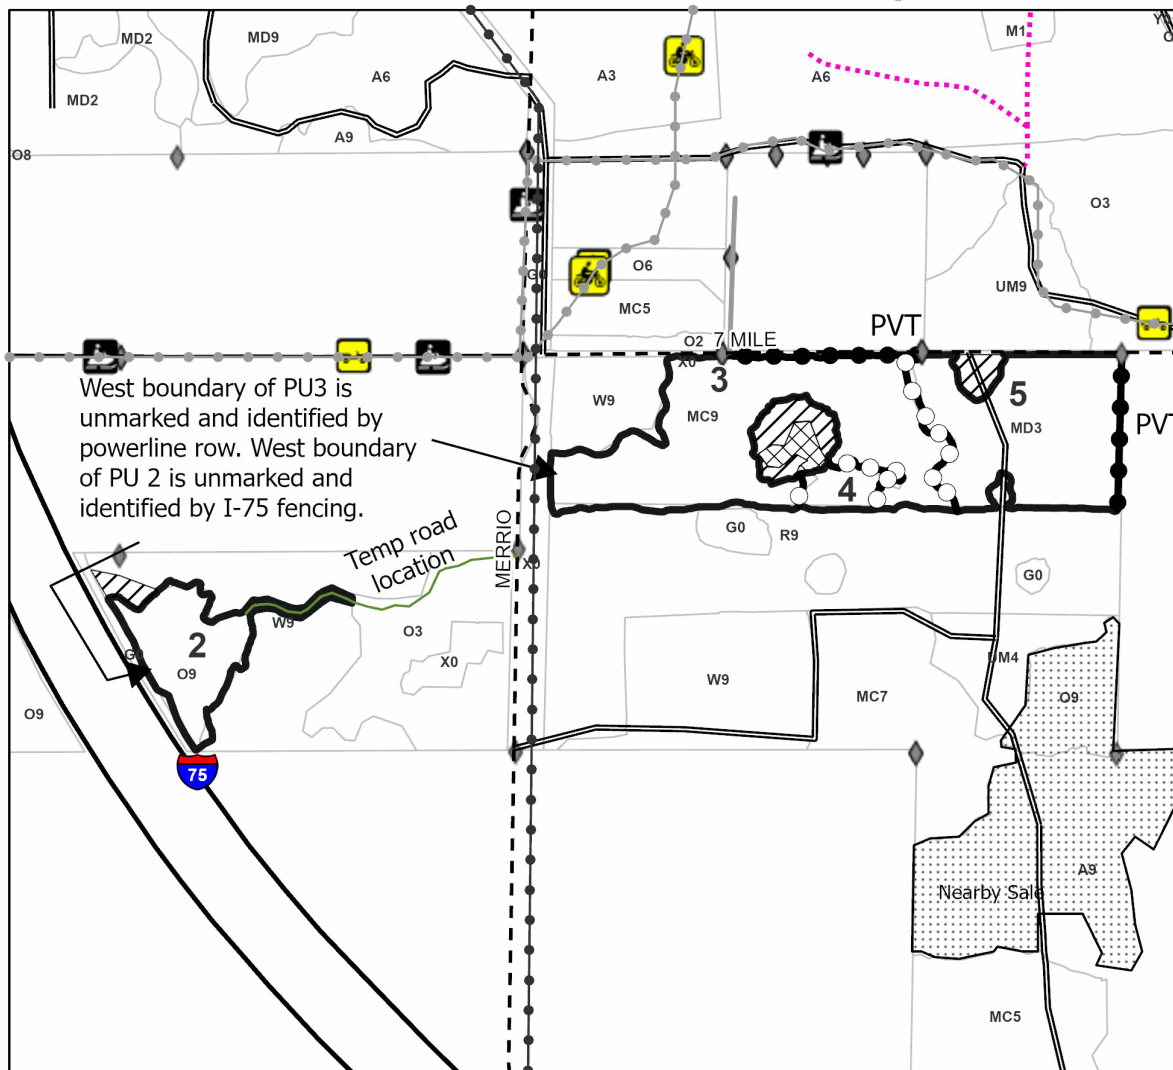 M1
MD2
MD9
A3
A6
A6
MD2
A9
O8
O3
O6
UM9
MC5
PVT
O2 7 MILE
X0
3
5
West boundary of PU3 is
unmarked and identified by
powerline row. West boundary
of PU 2 is unmarked and
identified by I-75 fencing.
W9
MC9
MD3
4
G0
R9
MERRIO
Temp road
location
X0
G0
W9
O3
2
O9
X0
W9
UM4
O9
MC7
O9
75
A9
Nearby Sale
MC5